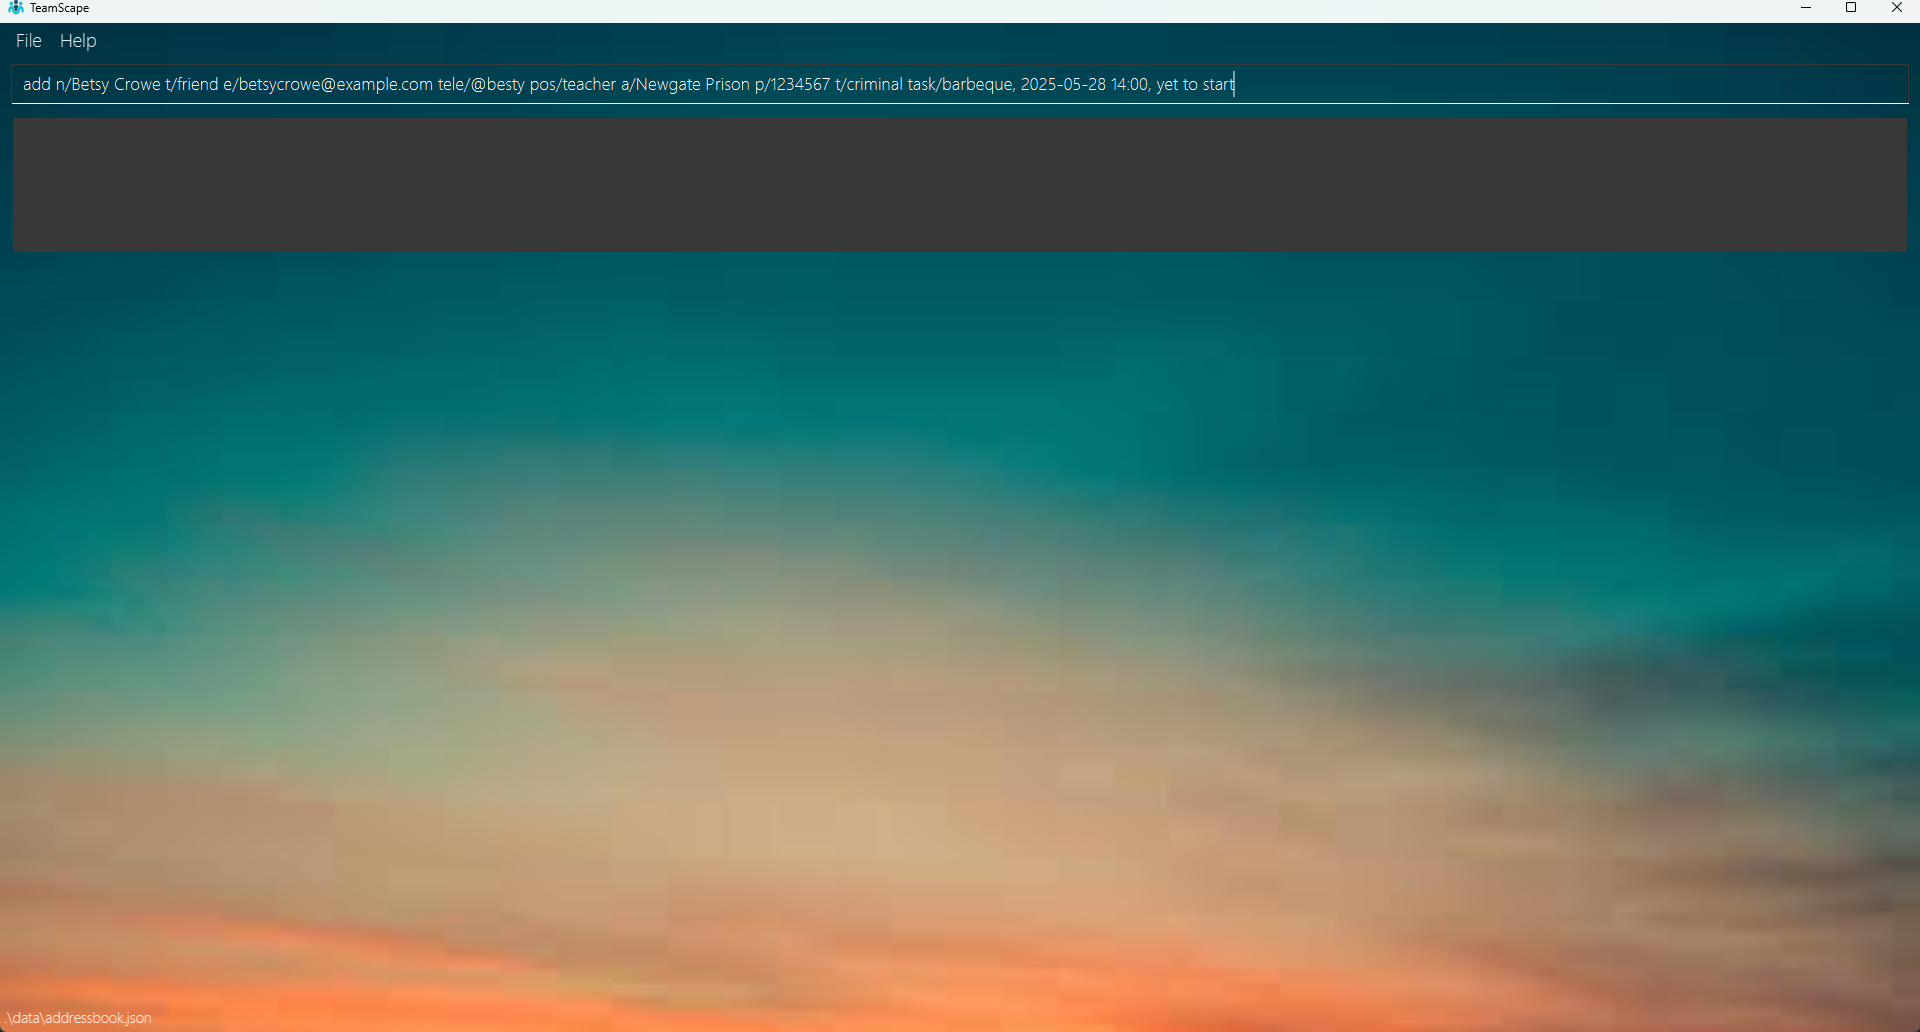 TeamScape
File Help
add n/Betsy Crowe t/friend e/betsycrowe@example.com tele/@besty pos/teacher a/Newgate Prison p/1234567 t/criminal task/barbeque, 2025-05-28 14:00, yet to start
.\data\addressbook.json